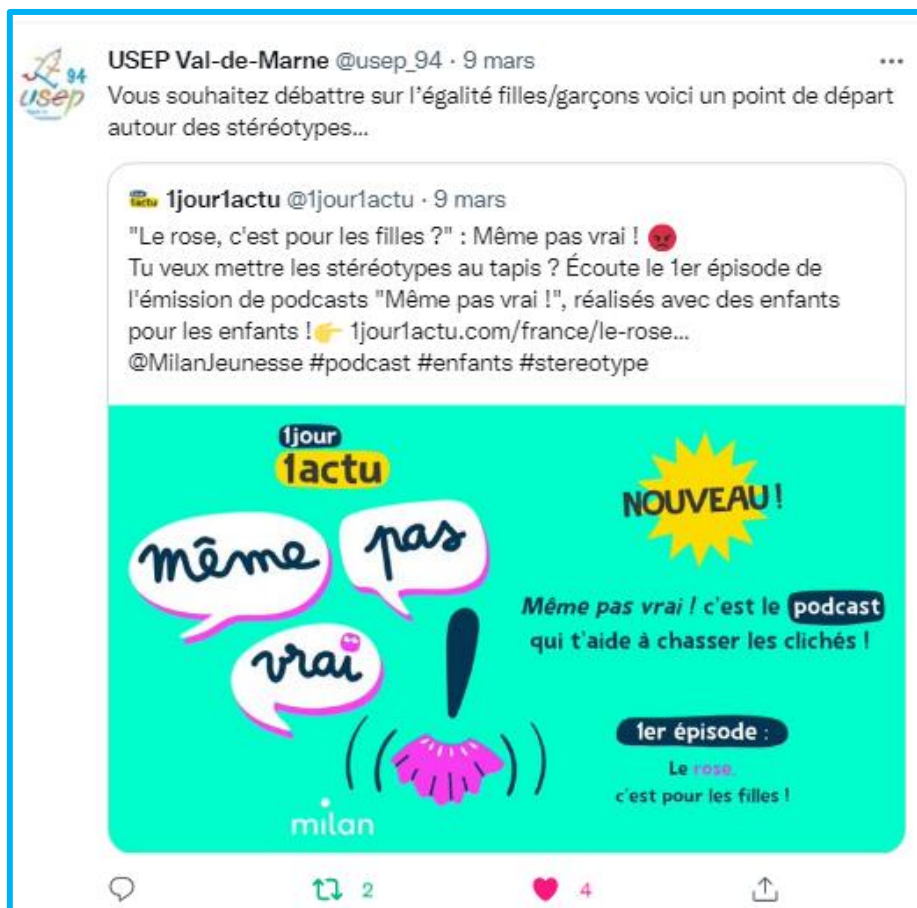 94
usep
USEP Val-de-Marne @usep_94 · 9 mars
Vous souhaitez débattre sur l'égalité filles/garçons voici un point de départ
autour des stéréotypes...
1jour1actu @1jour1actu · 9 mars
"Le rose, c'est pour les filles ?" : Même pas vrai ! 😡
Tu veux mettre les stéréotypes au tapis ? Écoute le 1er épisode de
l'émission de podcasts "Même pas vrai !", réalisés avec des enfants
pour les enfants !👉 1jour1actu.com/france/le-rose...
@MilanJeunesse #podcast #enfants #stereotype
1jour
1actu
même pas
vrai !
milan
NOUVEAU !
Même pas vrai ! c'est le podcast
qui t'aide à chasser les clichés !
1er épisode :
Le rose,
c'est pour les filles !
2
4